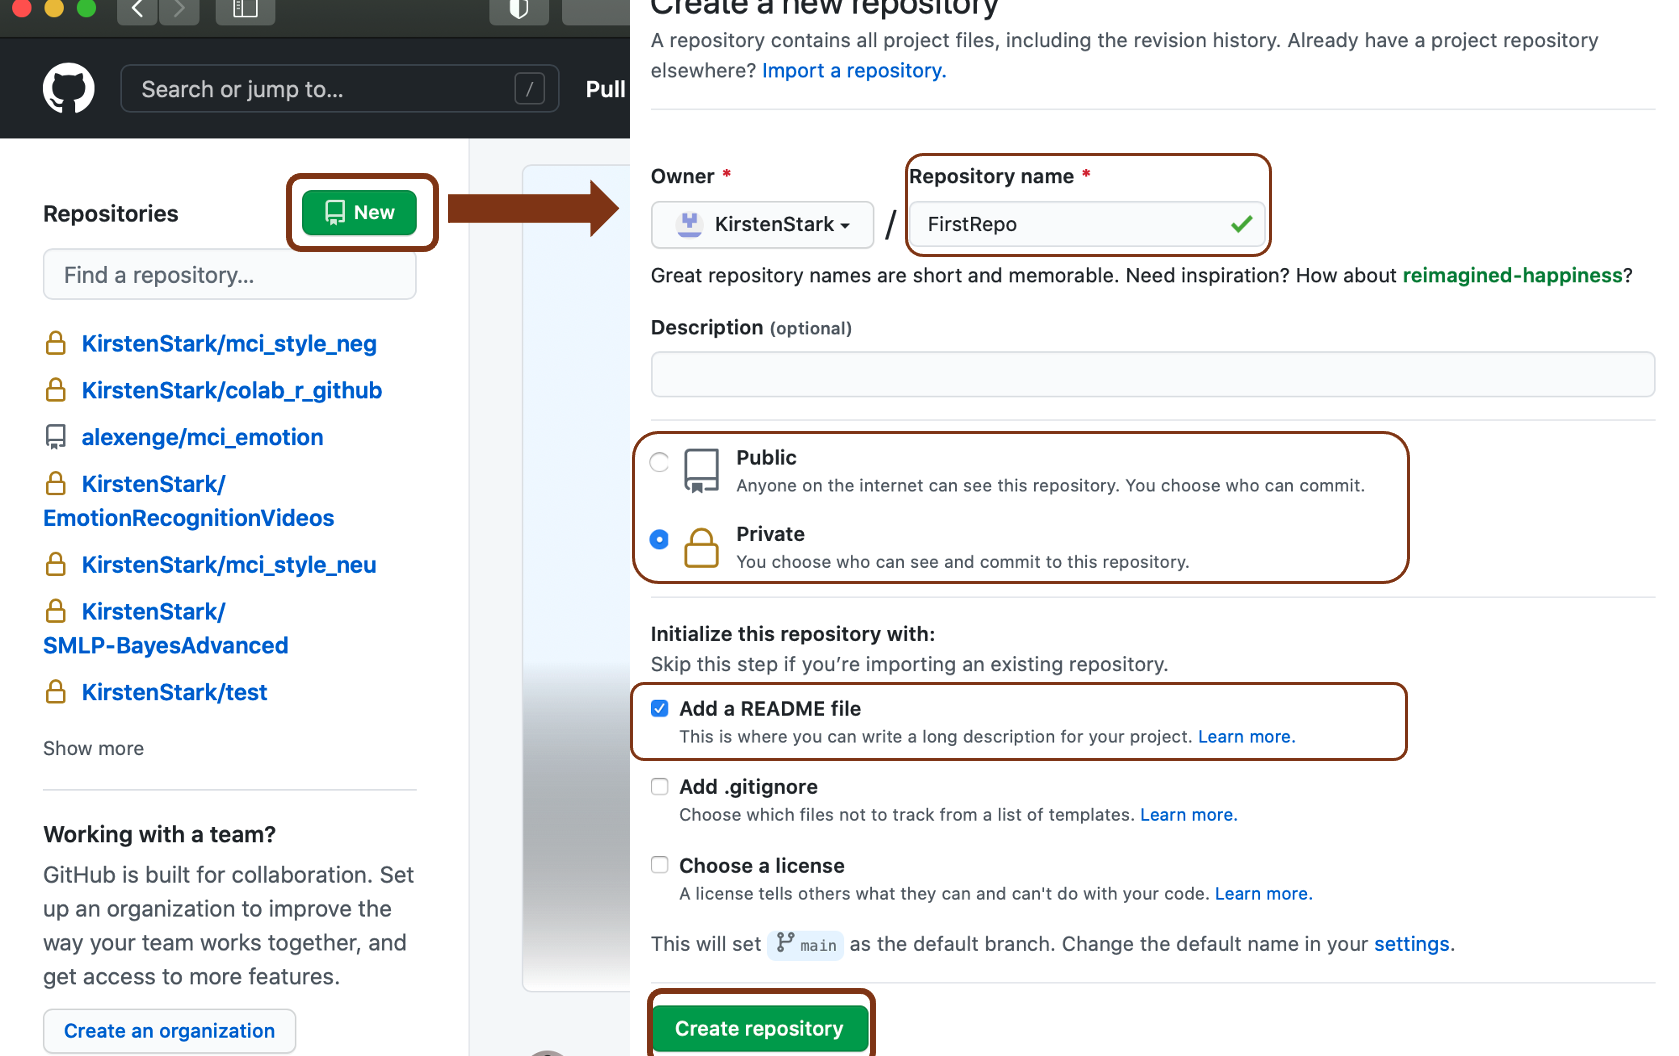 Search or jump to... /
Pull
Repositories
New
Find a repository...
KirstenStark/mci_style_neg
KirstenStark/colab_r_github
alexenge/mci_emotion
KirstenStark/
EmotionRecognitionVideos
KirstenStark/mci_style_neu
KirstenStark/
SMLP-BayesAdvanced
KirstenStark/test
Show more
Working with a team?
GitHub is built for collaboration. Set
up an organization to improve the
way your team works together, and
get access to more features.
Create an organization
Create a new repository
A repository contains all project files, including the revision history. Already have a project repository
elsewhere? Import a repository.
Owner * Repository name *
KirstenStark / FirstRepo
Great repository names are short and memorable. Need inspiration? How about reimagined-happiness?
Description (optional)
Public
Anyone on the internet can see this repository. You choose who can commit.
Private
You choose who can see and commit to this repository.
Initialize this repository with:
Skip this step if you’re importing an existing repository.
Add a README file
This is where you can write a long description for your project. Learn more.
Add .gitignore
Choose which files not to track from a list of templates. Learn more.
Choose a license
A license tells others what they can and can't do with your code. Learn more.
This will set main as the default branch. Change the default name in your settings.
Create repository